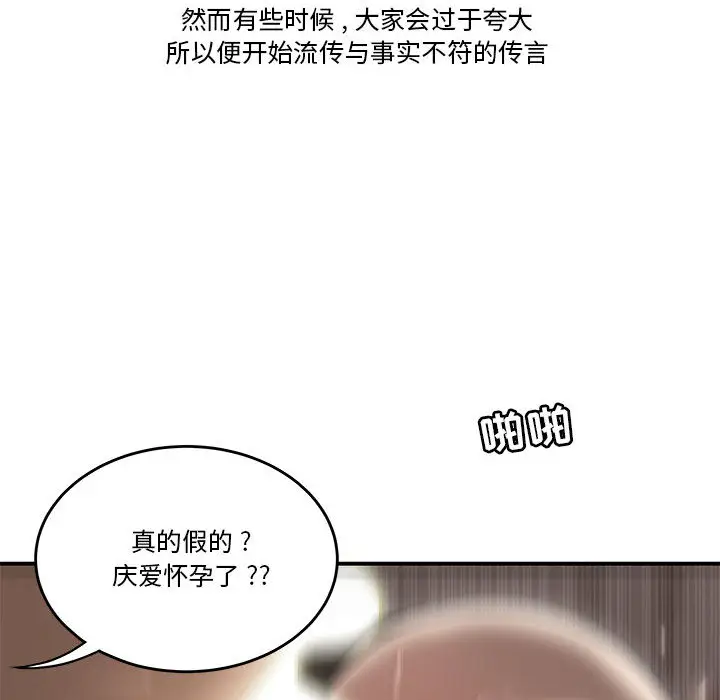 然而有些时候，大家会过于夸大
所以便开始流传与事实不符的传言
啪啪
真的假的？
庆爱怀孕了??